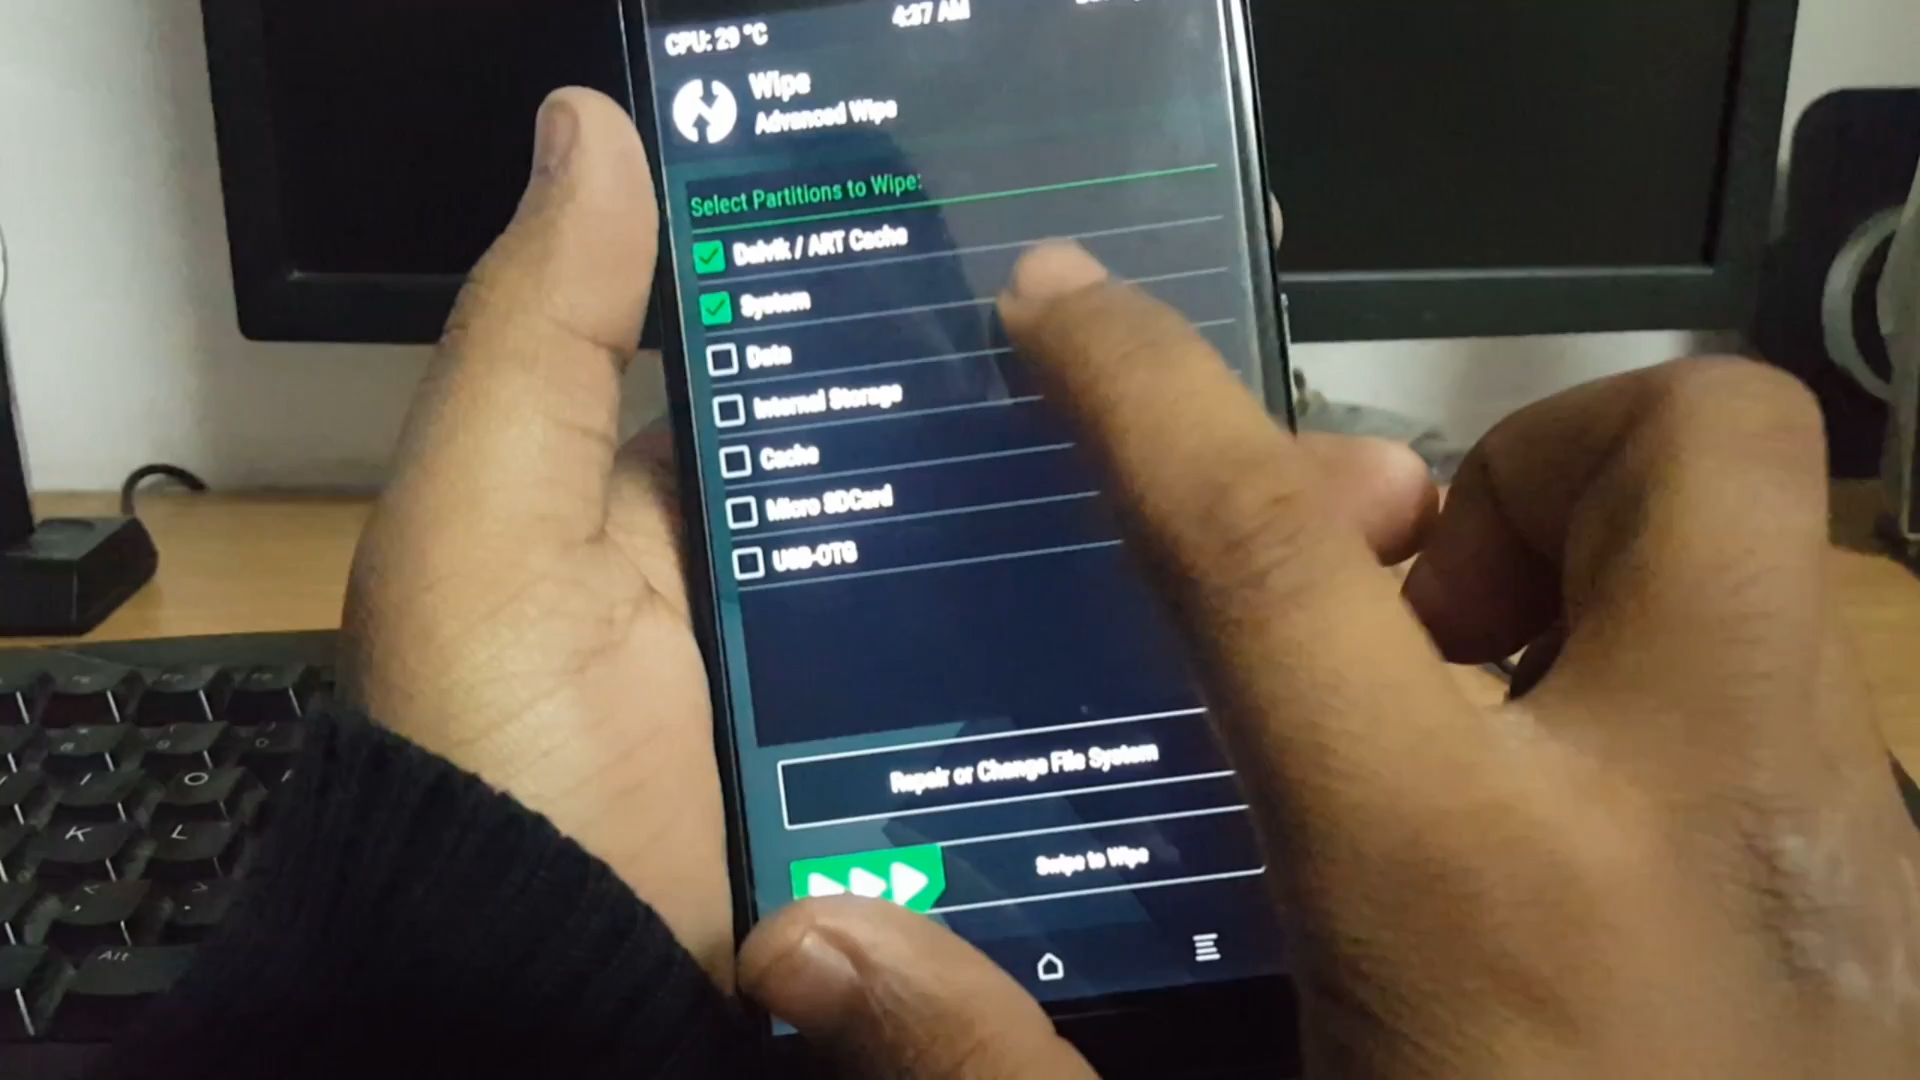 4:37 AM
CPU: 29 °C
Wipe
Advanced Wipe
Select Partitions to Wipe:
Dalvik / ART Cache
System
Data
Internal Storage
Cache
Micro SDCard
USB-OTG
Repair or Change File System
Swipe to Wipe
O
K
L
Alt